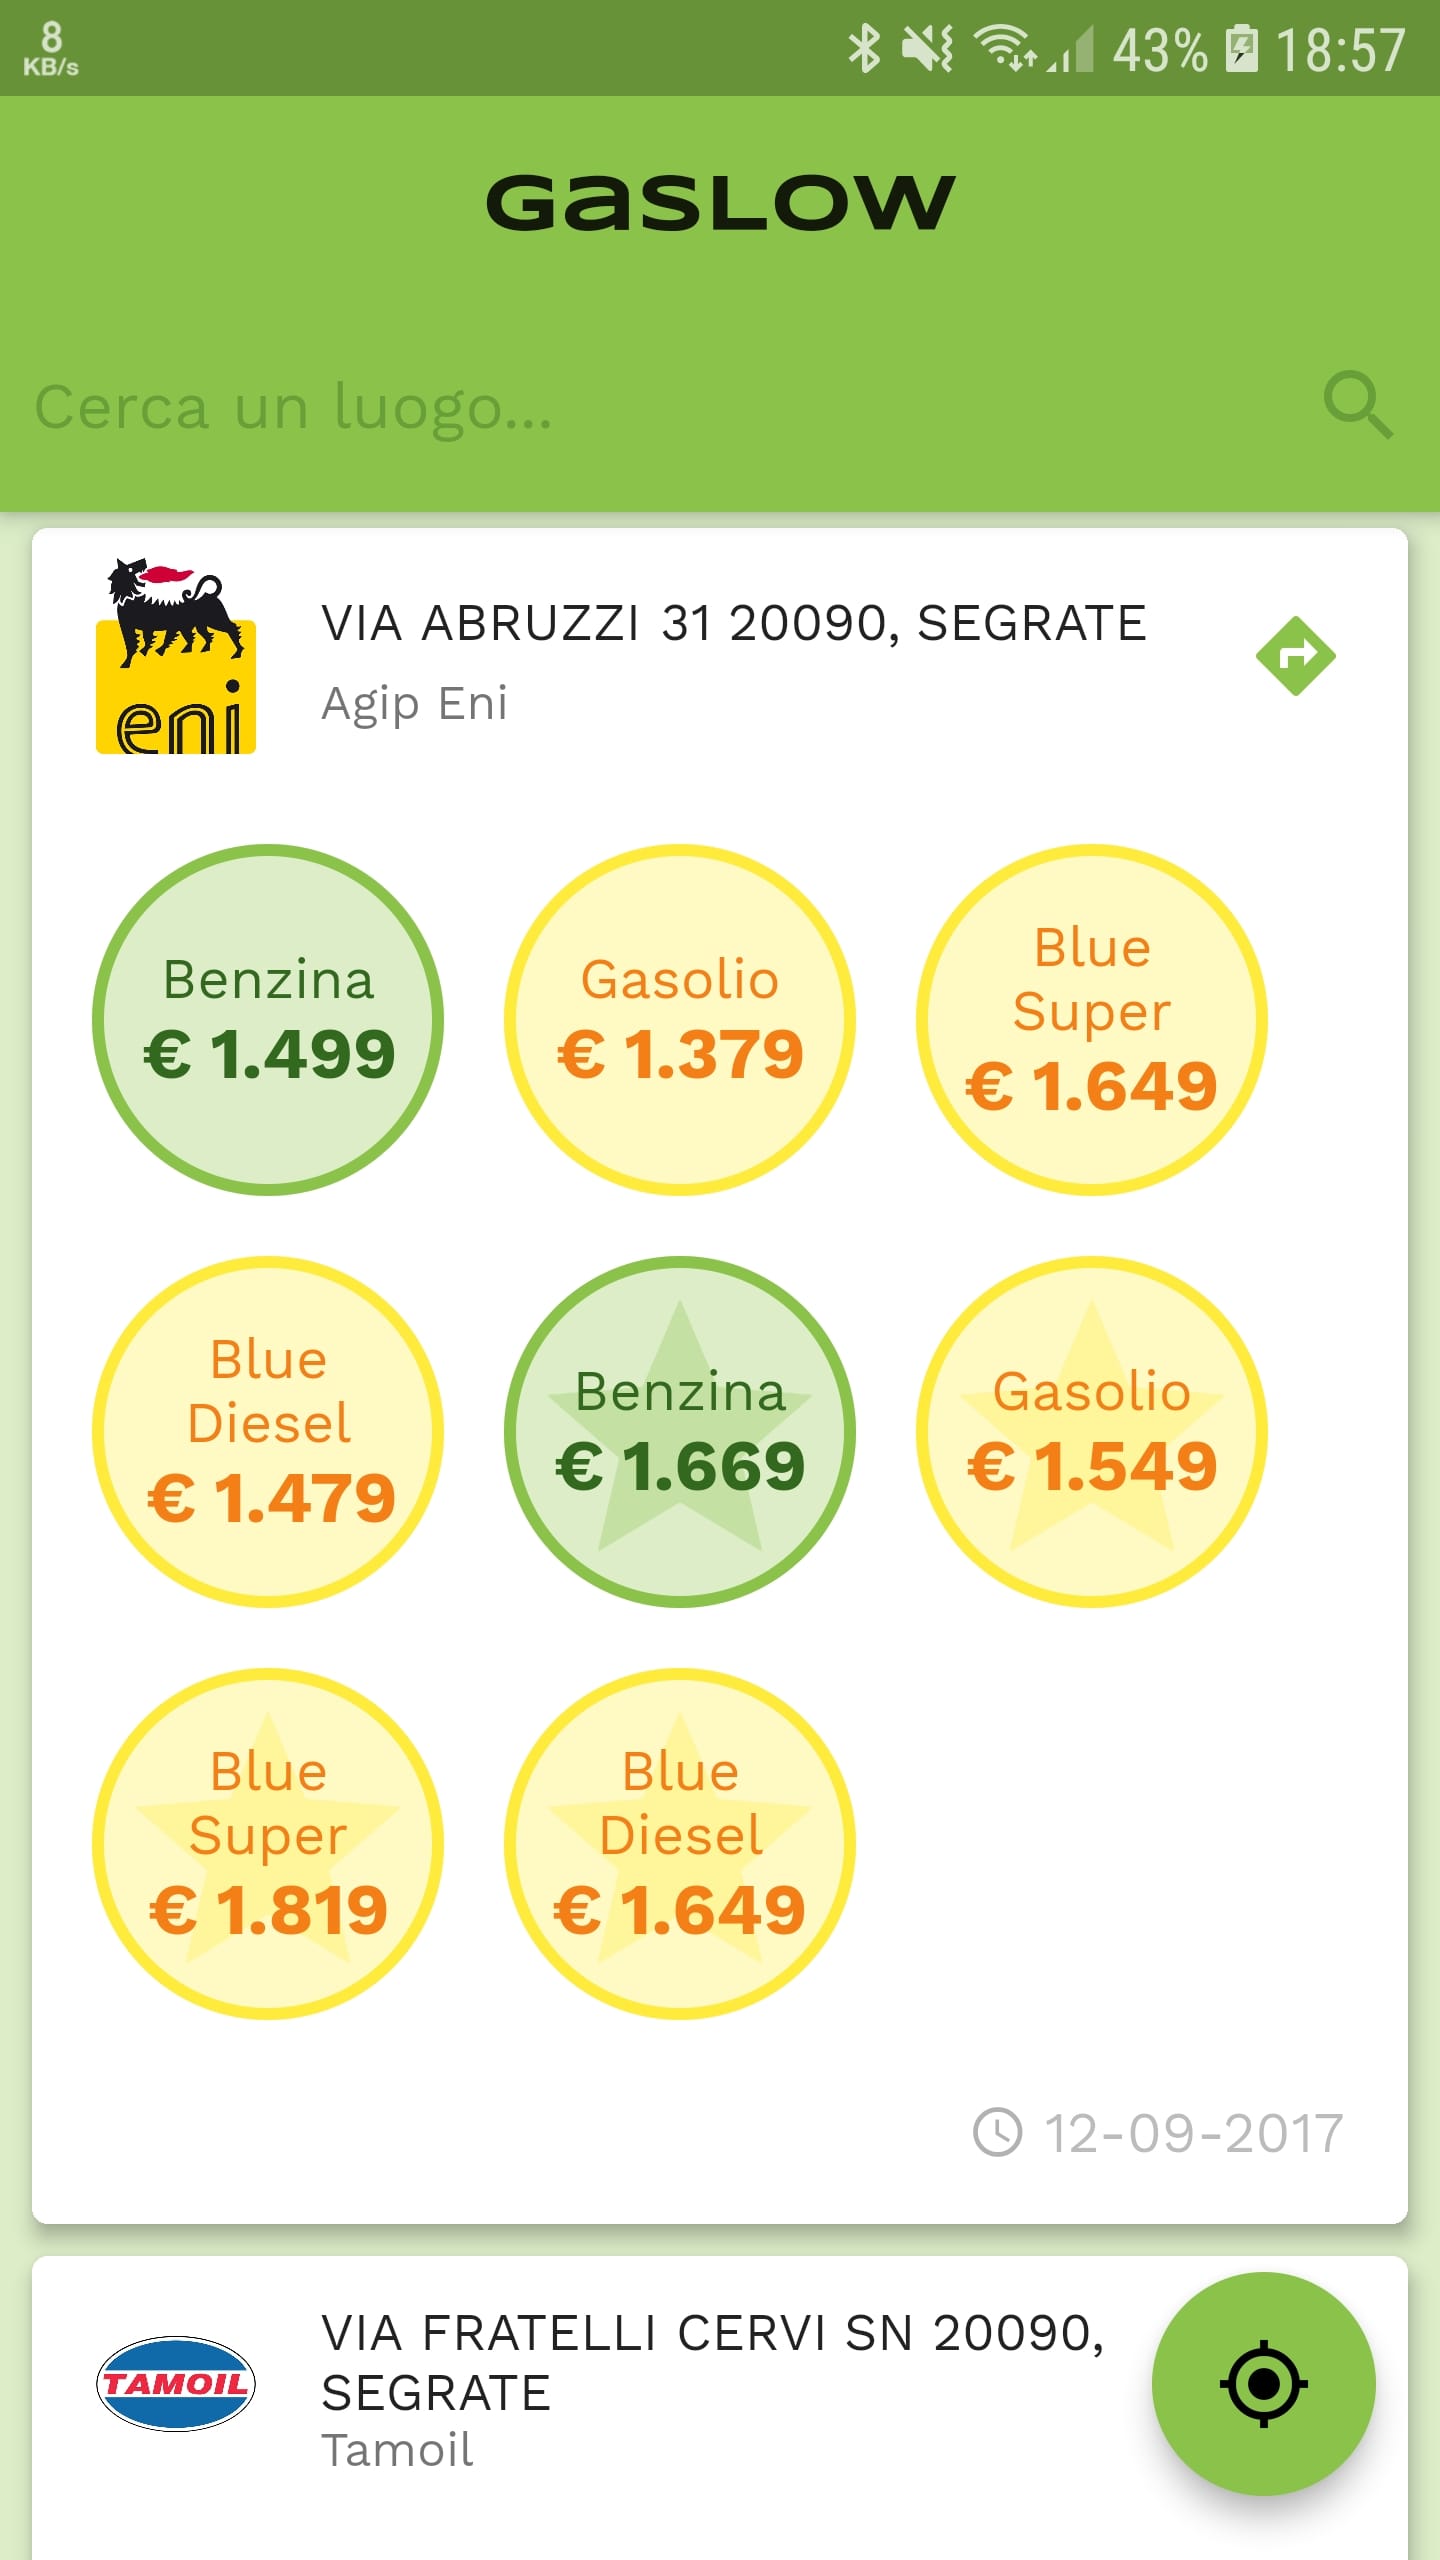 8
KB/s
43%
18:57
GaSLOW
Cerca un luogo...
eni
VIA ABRUZZI 31 20090, SEGRATE
Agip Eni
Benzina
€ 1.499
Gasolio
€ 1.379
Blue
Super
€ 1.649
Blue
Diesel
€ 1.479
Benzina
€ 1.669
Gasolio
€ 1.549
Blue
Super
€ 1.819
Blue
Diesel
€ 1.649
12-09-2017
TAMOIL
VIA FRATELLI CERVI SN 20090,
SEGRATE
Tamoil